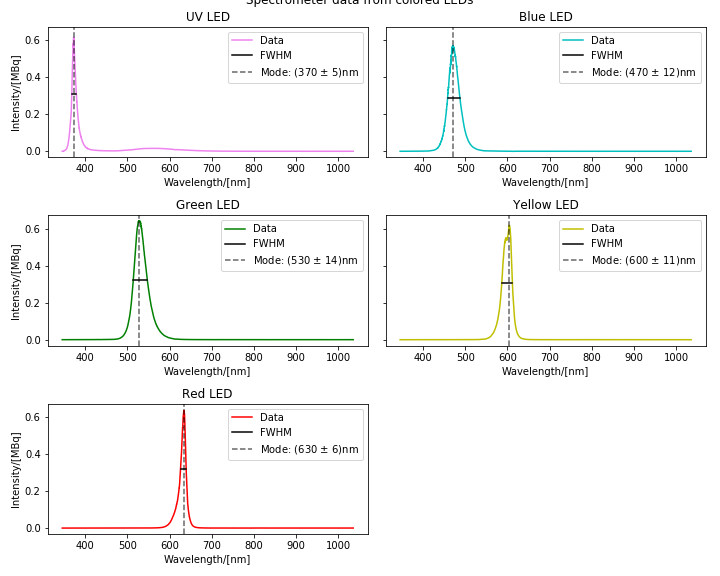 Spectrometer data from colored LEDs
UV LED
Intensity/[MBq]
0.6
0.4
0.2
0.0
400 500 600 700 800 900 1000
Wavelength/[nm]
Data
FWHM
Mode: (370 ± 5)nm
Blue LED
400 500 600 700 800 900 1000
Wavelength/[nm]
Data
FWHM
Mode: (470 ± 12)nm
Green LED
Intensity/[MBq]
0.6
0.4
0.2
0.0
400 500 600 700 800 900 1000
Wavelength/[nm]
Data
FWHM
Mode: (530 ± 14)nm
Yellow LED
400 500 600 700 800 900 1000
Wavelength/[nm]
Data
FWHM
Mode: (600 ± 11)nm
Red LED
Intensity/[MBq]
0.6
0.4
0.2
0.0
400 500 600 700 800 900 1000
Wavelength/[nm]
Data
FWHM
Mode: (630 ± 6)nm